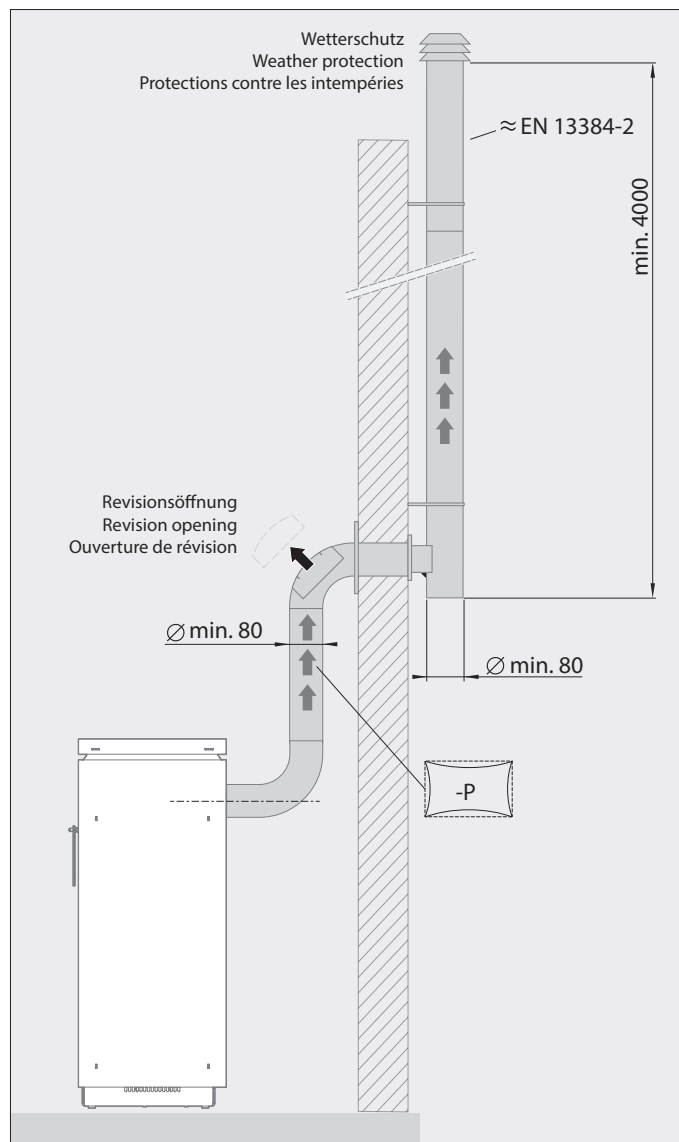 Wetterschutz
Weather protection
Protections contre les intempéries
≈ EN 13384-2
min. 4000
Revisionsöffnung
Revision opening
Ouverture de révision
∅ min. 80
∅ min. 80
-P